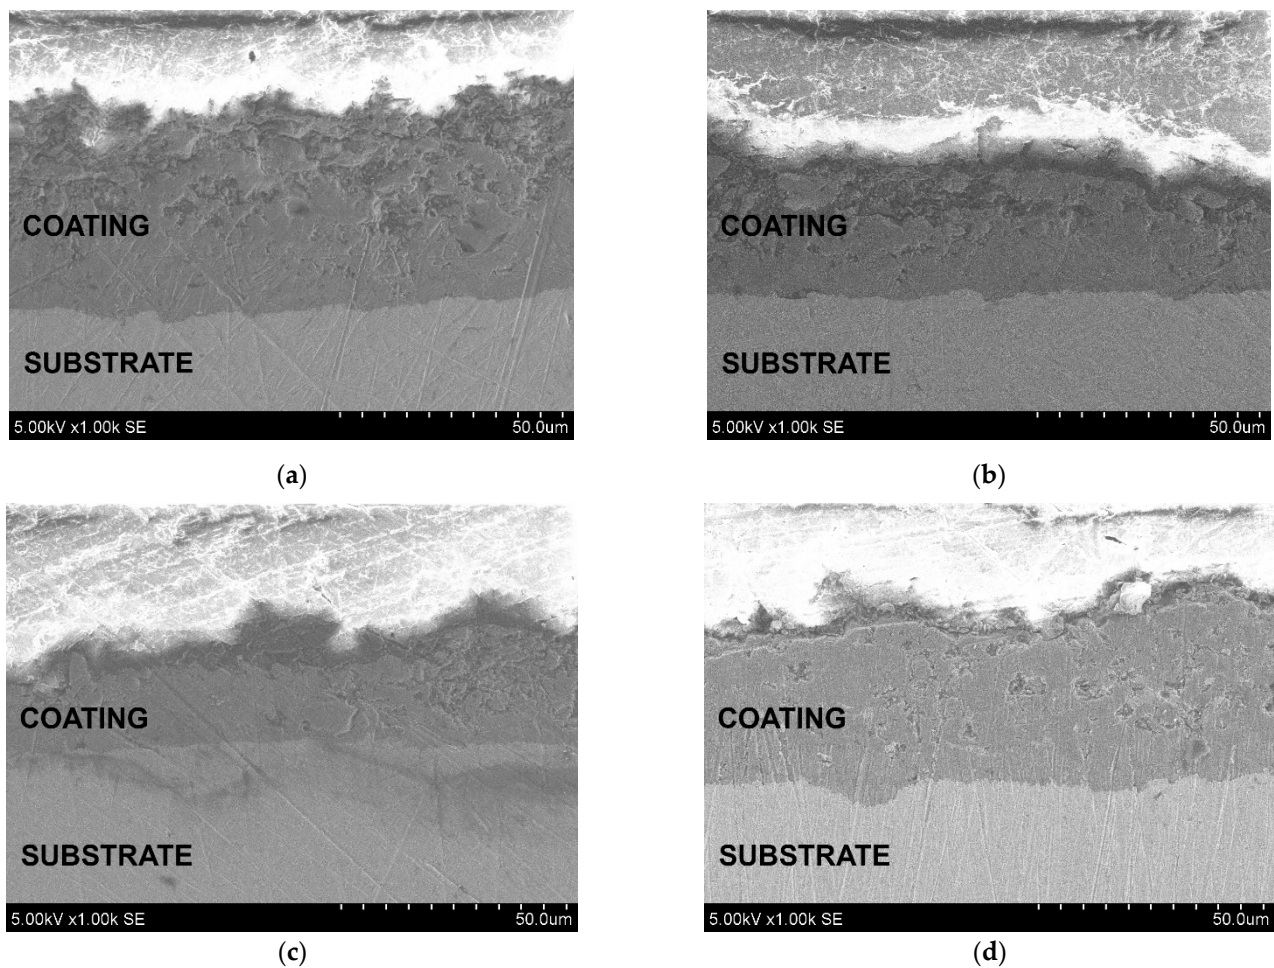 COATING
SUBSTRATE
5.00kV x1.00k SE 50.0um
(a)
COATING
SUBSTRATE
5.00kV x1.00k SE 50.0um
(b)
COATING
SUBSTRATE
5.00kV x1.00k SE 50.0um
(c)
COATING
SUBSTRATE
5.00kV x1.00k SE 50.0um
(d)